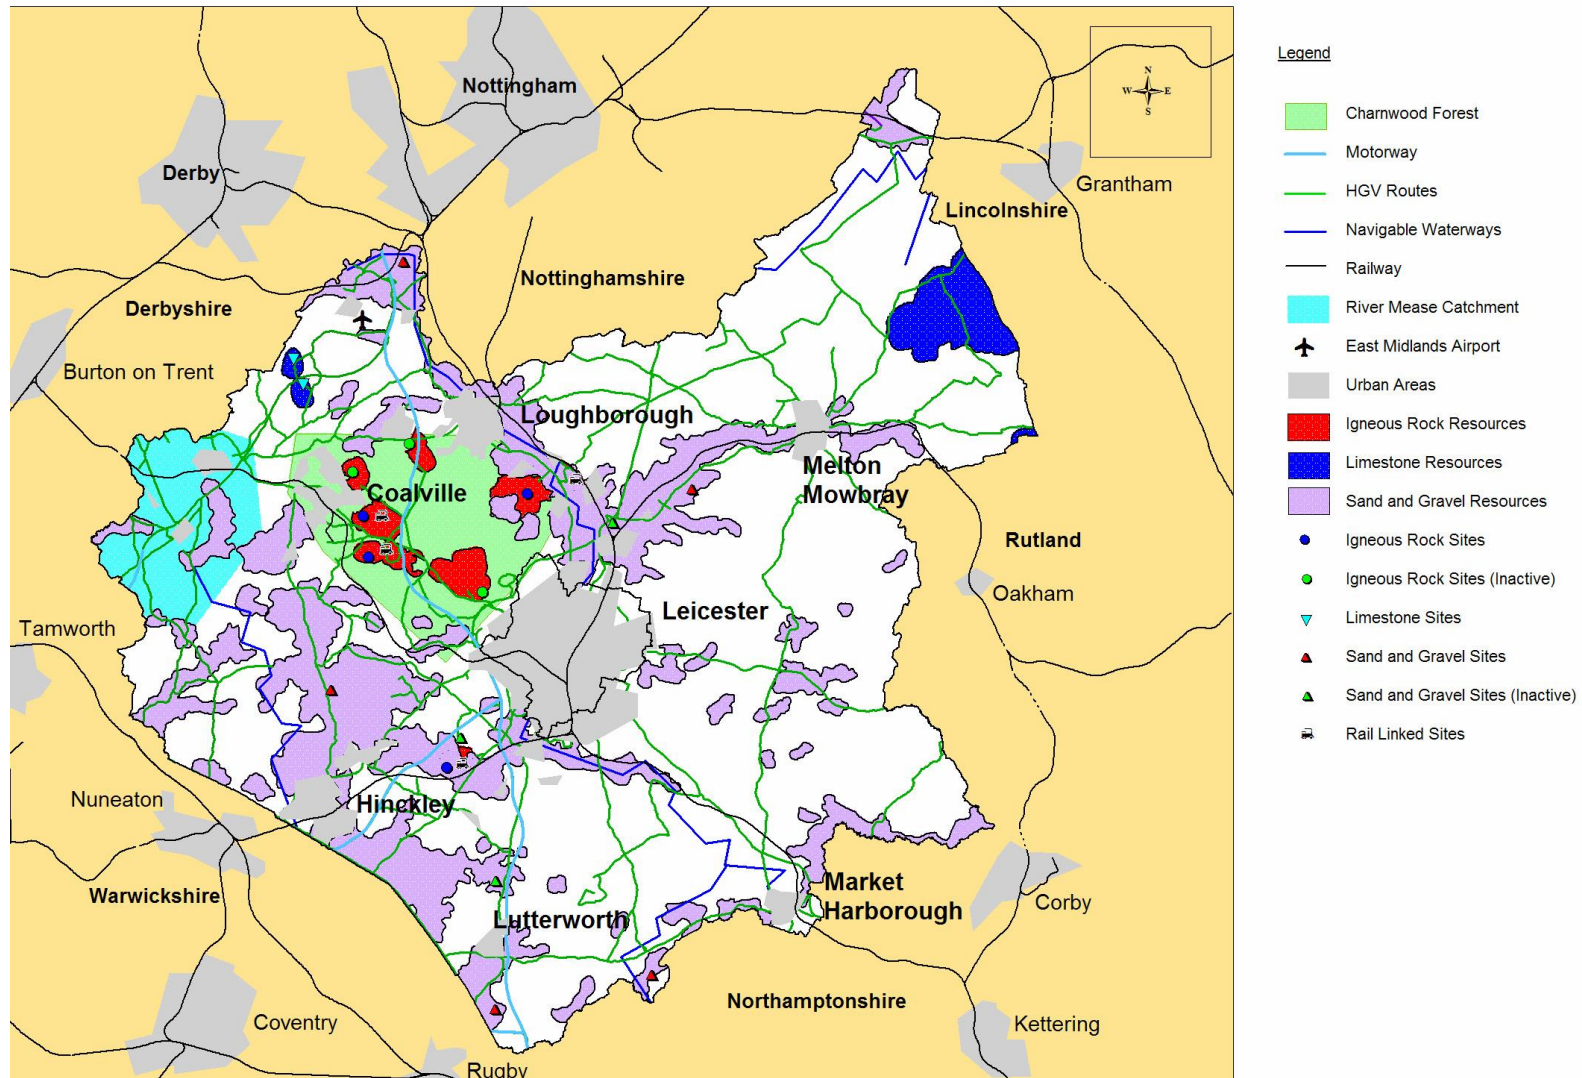 Nottingham
Derby
Grantham
Lincolnshire
Nottinghamshire
Derbyshire
Burton on Trent
Loughborough
Melton
Mowbray
Coalville
Rutland
Oakham
Leicester
Tamworth
Nuneaton
Hinckley
Warwickshire
Market
Harborough
Corby
Lutterworth
Northamptonshire
Coventry
Kettering
Rugby
N
W
E
S
Legend
Charnwood Forest
Motorway
HGV Routes
Navigable Waterways
Railway
River Mease Catchment
East Midlands Airport
Urban Areas
Igneous Rock Resources
Limestone Resources
Sand and Gravel Resources
Igneous Rock Sites
Igneous Rock Sites (Inactive)
Limestone Sites
Sand and Gravel Sites
Sand and Gravel Sites (Inactive)
Rail Linked Sites